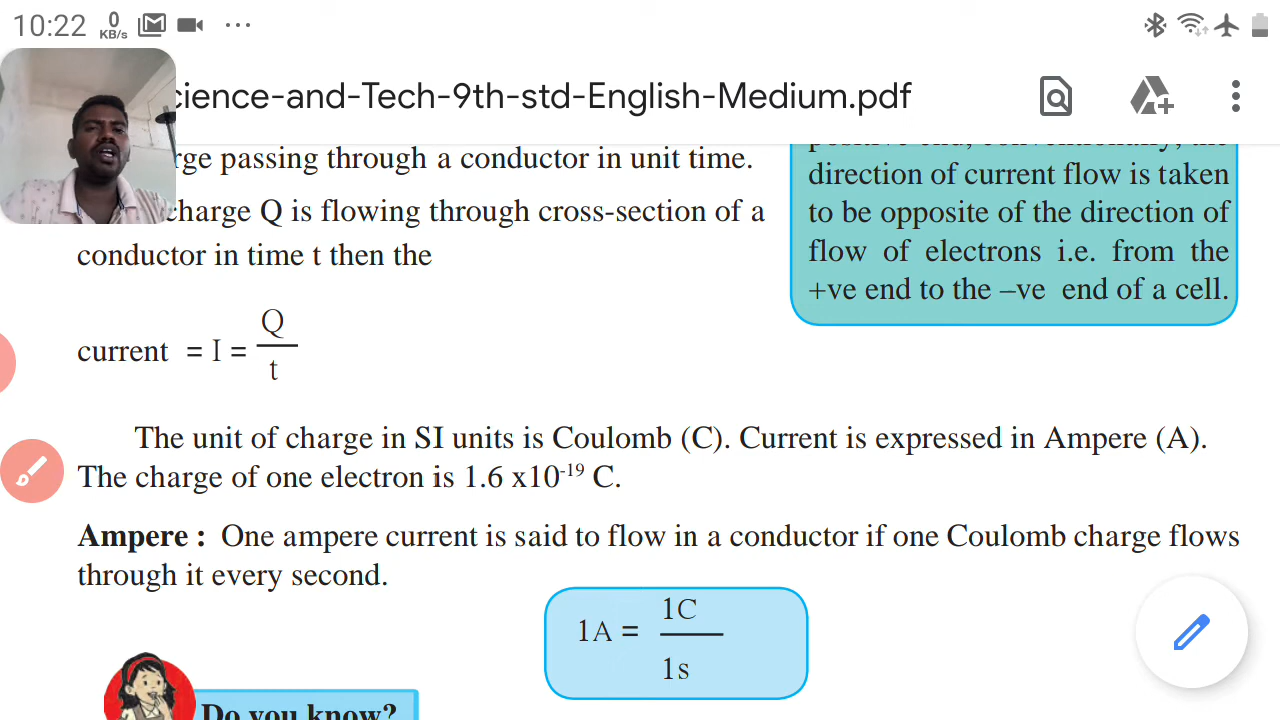 10:22 0 KB/s
cience-and-Tech-9th-std-English-Medium.pdf
rge passing through a conductor in unit time.
charge Q is flowing through cross-section of a
conductor in time t then the
direction of current flow is taken
to be opposite of the direction of
flow of electrons i.e. from the
+ve end to the –ve end of a cell.
current = I = Q
t
The unit of charge in SI units is Coulomb (C). Current is expressed in Ampere (A).
The charge of one electron is 1.6 x10⁻¹⁹ C.
Ampere : One ampere current is said to flow in a conductor if one Coulomb charge flows
through it every second.
1A = 1C
1s
Do you know?